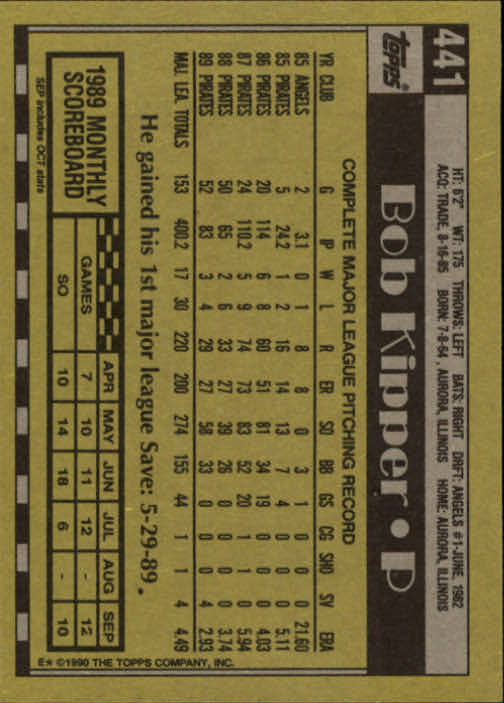 441
topps
HT: 6'2" WT: 175 THROWS: LEFT BATS: RIGHT DRFT: ANGELS #1-JUNE, 1982
ACQ: TRADE, 8-16-85 BORN: 7-8-64, AURORA, ILLINOIS HOME: AURORA, ILLINOIS
Bob Kipper • P
COMPLETE MAJOR LEAGUE PITCHING RECORD
YR CLUB G IP W L R ER SO BB GS CG SHO SV ERA
85 ANGELS 2 3.1 0 1 8 8 0 3 1 0 0 0 21.60
85 PIRATES 5 24.2 1 2 16 14 13 7 4 0 0 0 5.11
86 PIRATES 20 114 6 8 60 51 81 34 19 0 0 0 4.03
87 PIRATES 24 110.2 5 9 74 73 83 52 20 1 1 0 5.94
88 PIRATES 50 65 2 6 33 27 39 26 0 0 0 0 3.74
89 PIRATES 52 83 3 4 29 27 58 33 0 0 0 4 2.93
MAJ. LEA. TOTALS 153 400.2 17 30 220 200 274 155 44 1 1 4 4.49
He gained his 1st major league Save: 5-29-89.
1989 MONTHLY
SCOREBOARD
SEP includes OCT stats
APR MAY JUN JUL AUG SEP
GAMES 7 10 11 12 - 12
SO 10 14 18 6 - 10
E* ©1990 THE TOPPS COMPANY, INC.